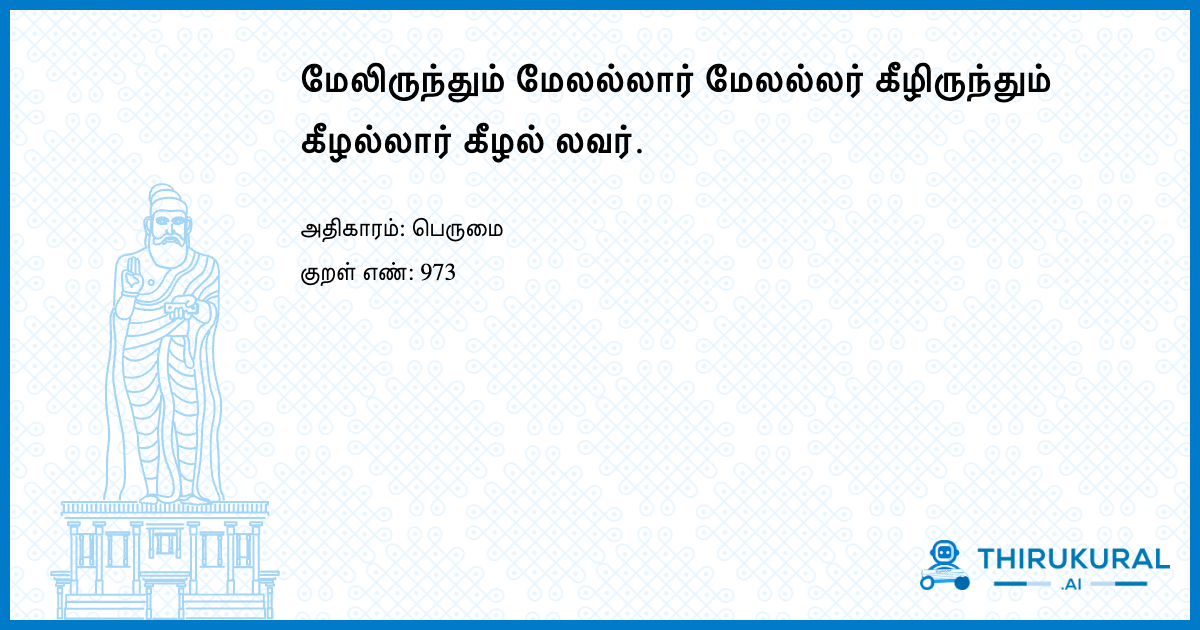 மேலிருந்தும் மேலல்லார் மேலல்லர் கீழிருந்தும்
கீழல்லார் கீழல் லவர்.
அதிகாரம்: பெருமை
குறள் எண்: 973
THIRUKURAL
.AI